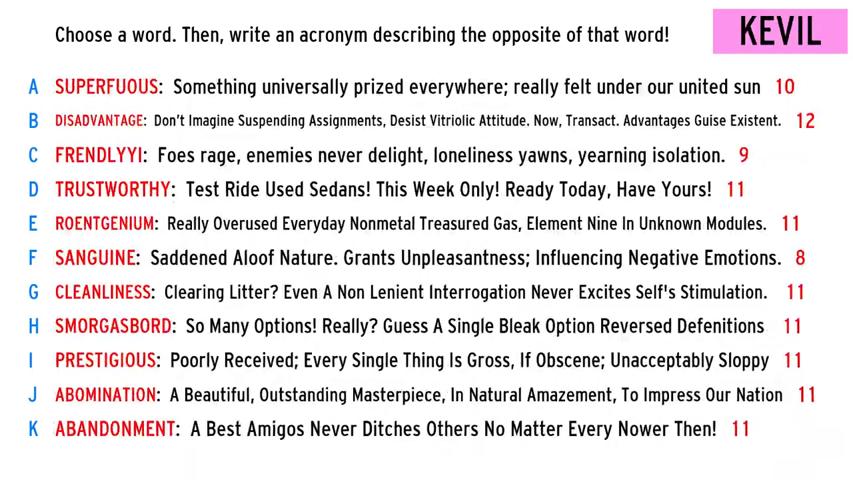 Choose a word. Then, write an acronym describing the opposite of that word!
KEVIL
A SUPERFUOUS: Something universally prized everywhere; really felt under our united sun 10
B DISADVANTAGE: Don't Imagine Suspending Assignments, Desist Vitriolic Attitude. Now, Transact. Advantages Guise Existent. 12
C FRENDLYYI: Foes rage, enemies never delight, loneliness yawns, yearning isolation. 9
D TRUSTWORTHY: Test Ride Used Sedans! This Week Only! Ready Today, Have Yours! 11
E ROENTGENIUM: Really Overused Everyday Nonmetal Treasured Gas, Element Nine In Unknown Modules. 11
F SANGUINE: Saddened Aloof Nature. Grants Unpleasantness; Influencing Negative Emotions. 8
G CLEANLINESS: Clearing Litter? Even A Non Lenient Interrogation Never Excites Self's Stimulation. 11
H SMORGASBORD: So Many Options! Really? Guess A Single Bleak Option Reversed Defenitions 11
I PRESTIGIOUS: Poorly Received; Every Single Thing Is Gross, If Obscene; Unacceptably Sloppy 11
J ABOMINATION: A Beautiful, Outstanding Masterpiece, In Natural Amazement, To Impress Our Nation 11
K ABANDONMENT: A Best Amigos Never Ditches Others No Matter Every Nower Then! 11